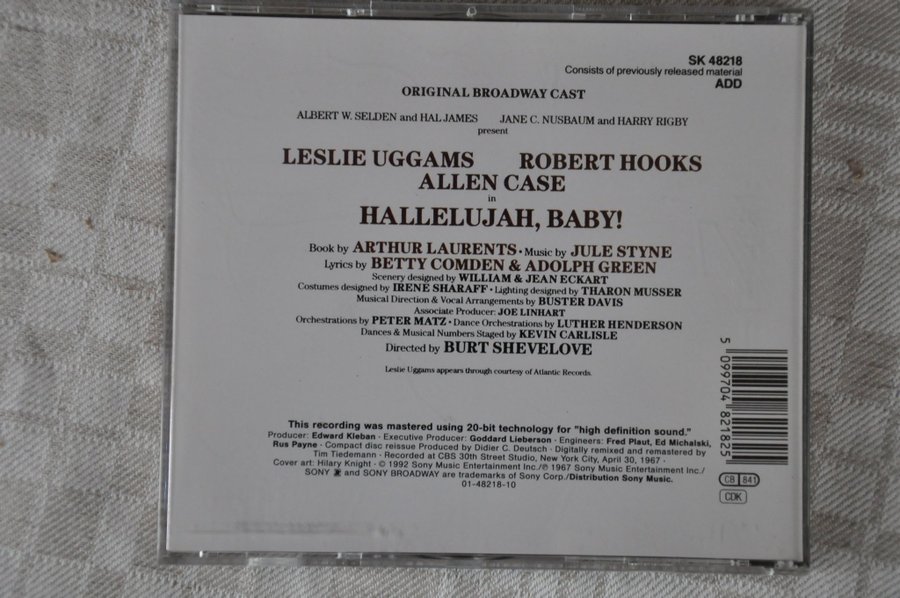 SK 48218
Consists of previously released material
ADD
ORIGINAL BROADWAY CAST
ALBERT W. SELDEN and HAL JAMES JANE C. NUSBAUM and HARRY RIGBY
present
LESLIE UGGAMS ROBERT HOOKS
ALLEN CASE
in
HALLELUJAH, BABY!
Book by ARTHUR LAURENTS · Music by JULE STYNE
Lyrics by BETTY COMDEN & ADOLPH GREEN
Scenery designed by WILLIAM & JEAN ECKART
Costumes designed by IRENE SHARAFF · Lighting designed by THARON MUSSER
Musical Direction & Vocal Arrangements by BUSTER DAVIS
Associate Producer: JOE LINHART
Orchestrations by PETER MATZ · Dance Orchestrations by LUTHER HENDERSON
Dances & Musical Numbers Staged by KEVIN CARLISLE
Directed by BURT SHEVELOVE
Leslie Uggams appears through courtesy of Atlantic Records.
This recording was mastered using 20-bit technology for "high definition sound."
Producer: Edward Kleban · Executive Producer: Goddard Lieberson · Engineers: Fred Plaut, Ed Michalski,
Rus Payne · Compact disc reissue Produced by Didier C. Deutsch · Digitally remixed and remastered by
Tim Tiedemann · Recorded at CBS 30th Street Studio, New York City, April 30, 1967 ·
Cover art: Hilary Knight · © 1992 Sony Music Entertainment Inc./℗ 1967 Sony Music Entertainment Inc./
SONY and SONY BROADWAY are trademarks of Sony Corp./Distribution Sony Music.
01-48218-10
5 099704 821825
CB 841
CDK